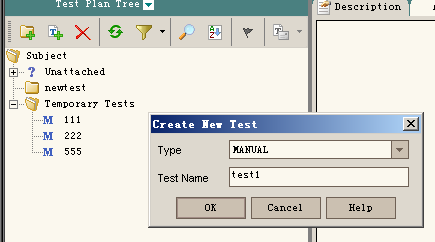 Test Plan Tree
Description
Subject
? Unattached
newtest
Temporary Tests
M 111
M 222
M 555
Create New Test
Type MANUAL
Test Name test1
OK Cancel Help